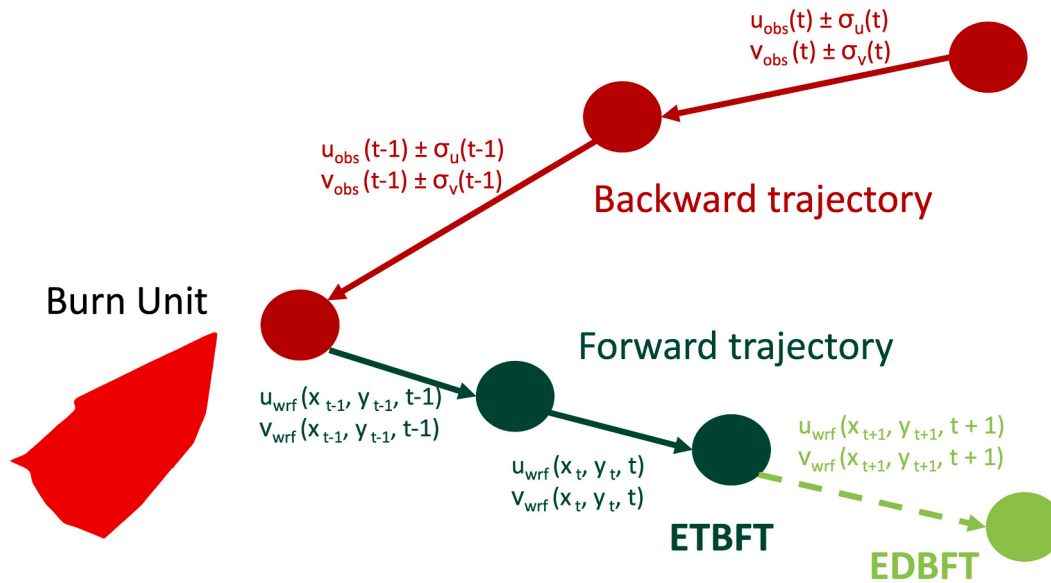 u_obs(t) ± σ_u(t)
v_obs (t) ± σ_v(t)
u_obs (t-1) ± σ_u(t-1)
v_obs (t-1) ± σ_v(t-1)
Backward trajectory
Burn Unit
Forward trajectory
u_wrf (x_t-1, y_t-1, t-1)
v_wrf (x_t-1, y_t-1, t-1)
u_wrf (x_t+1, y_t+1, t + 1)
v_wrf (x_t+1, y_t+1, t + 1)
u_wrf (x_t, y_t, t)
v_wrf (x_t, y_t, t)
ETBFT
EDBFT